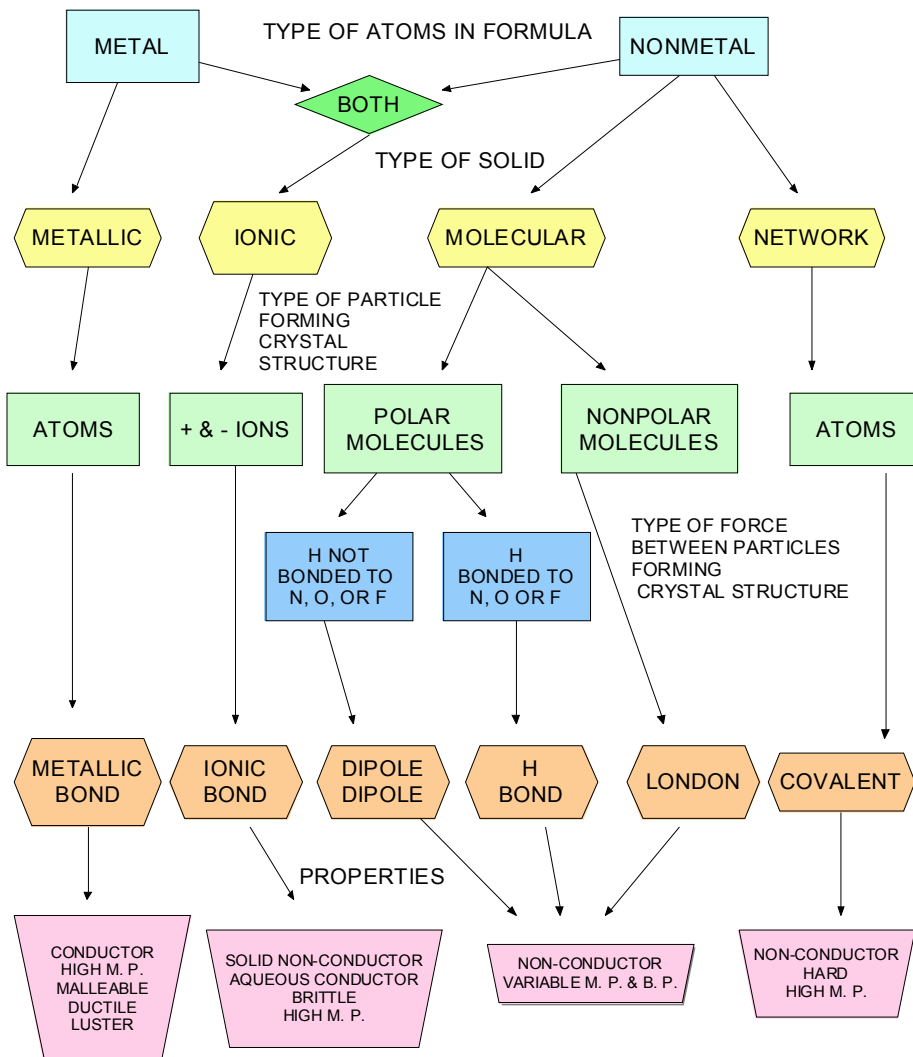 TYPE OF ATOMS IN FORMULA
METAL
NONMETAL
BOTH
TYPE OF SOLID
METALLIC
IONIC
MOLECULAR
NETWORK
TYPE OF PARTICLE
FORMING
CRYSTAL
STRUCTURE
ATOMS
+ & - IONS
POLAR
MOLECULES
NONPOLAR
MOLECULES
ATOMS
H NOT
BONDED TO
N, O, OR F
H
BONDED TO
N, O OR F
TYPE OF FORCE
BETWEEN PARTICLES
FORMING
CRYSTAL STRUCTURE
METALLIC
BOND
IONIC
BOND
DIPOLE
DIPOLE
H
BOND
LONDON
COVALENT
PROPERTIES
CONDUCTOR
HIGH M. P.
MALLEABLE
DUCTILE
LUSTER
SOLID NON-CONDUCTOR
AQUEOUS CONDUCTOR
BRITTLE
HIGH M. P.
NON-CONDUCTOR
VARIABLE M. P. & B. P.
NON-CONDUCTOR
HARD
HIGH M. P.